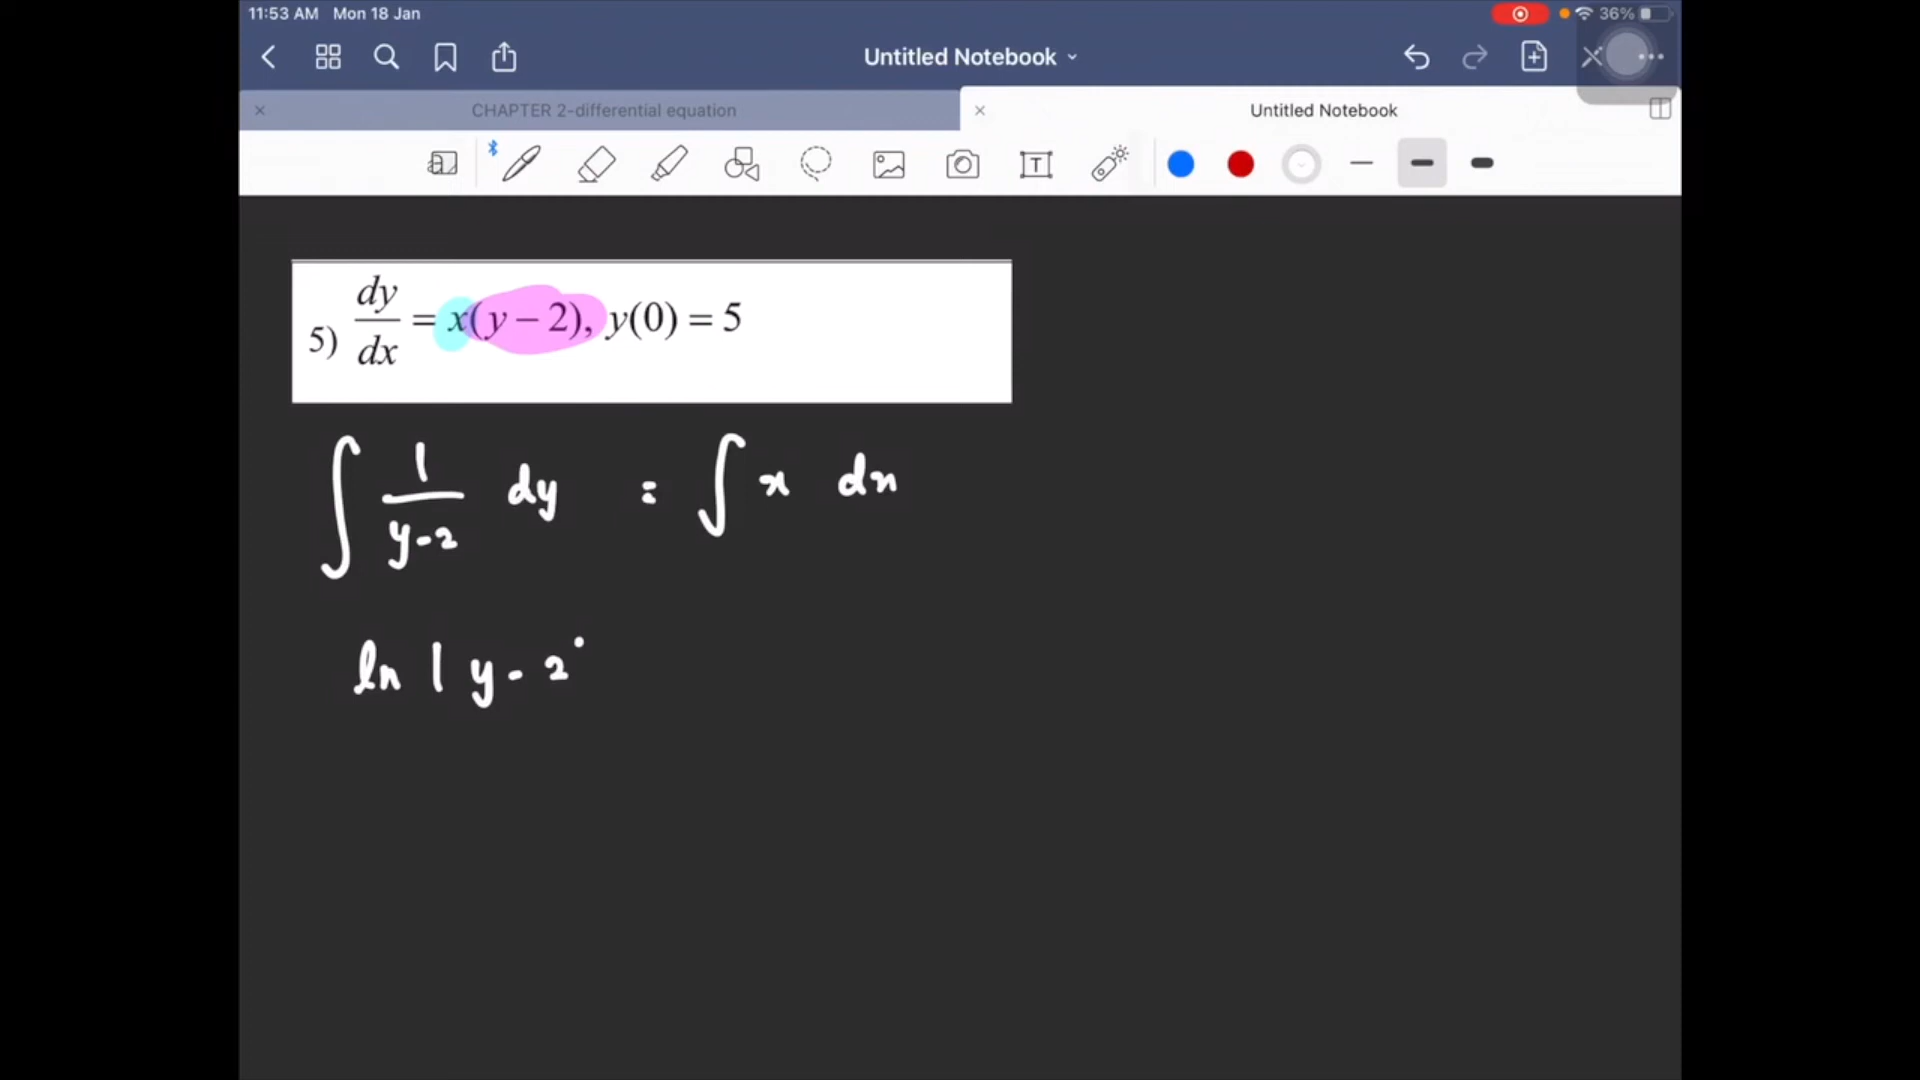 11:53 AM Mon 18 Jan 36%
Untitled Notebook
CHAPTER 2-differential equation Untitled Notebook
a T
5) dy/dx = x(y − 2), y(0) = 5
∫ 1/(y-2) dy = ∫ x dx
ln | y - 2